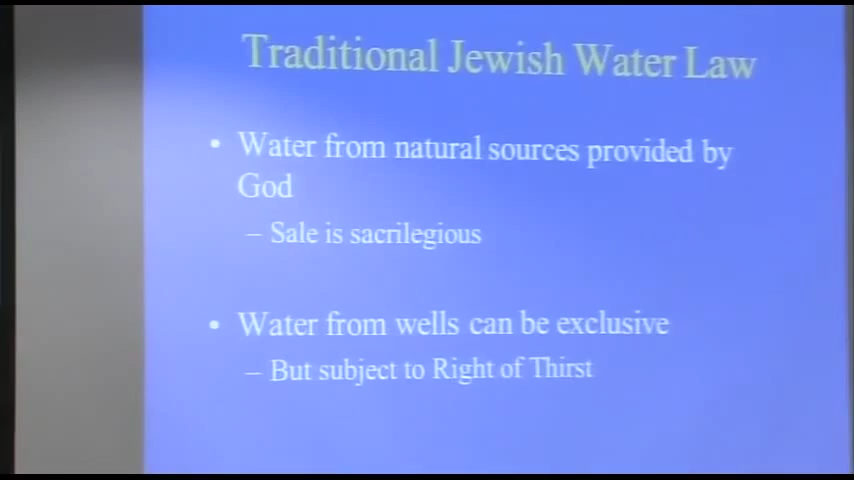 Traditional Jewish Water Law
• Water from natural sources provided by
God
– Sale is sacrilegious
• Water from wells can be exclusive
– But subject to Right of Thirst